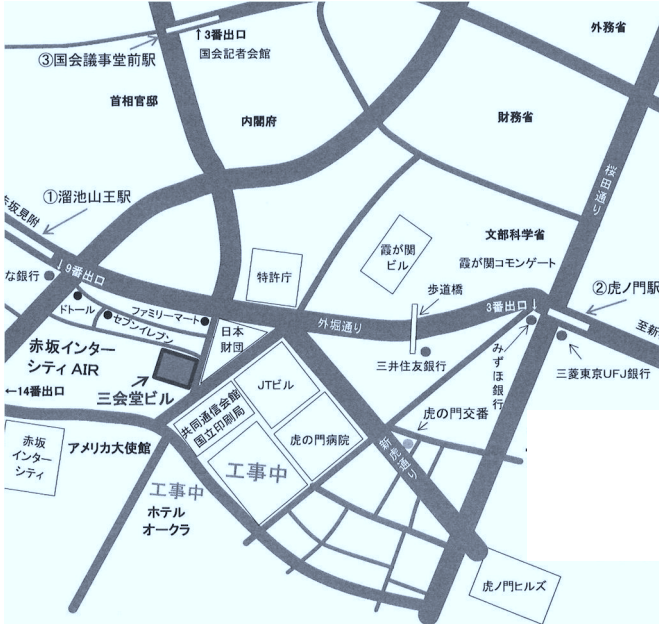 外務省
↑3番出口
国会記者会館
③国会議事堂前駅
首相官邸
内閣府
財務省
桜田通り
①溜池山王駅
赤坂見附
文部科学省
霞が関
ビル
霞が関コモンゲート
特許庁
②虎ノ門駅
↓9番出口
な銀行
歩道橋
3番出口↓
ドトール
セブンイレブン
ファミリーマート
日本
財団
外堀通り
至新
みずほ銀行
三井住友銀行
三菱東京UFJ銀行
赤坂インター
シティ AIR
←14番出口
三会堂ビル
JTビル
共同通信会館
国立印刷局
虎の門病院
虎の門交番
新虎通り
アメリカ大使館
赤坂
インター
シティ
工事中
工事中
ホテル
オークラ
虎ノ門ヒルズ